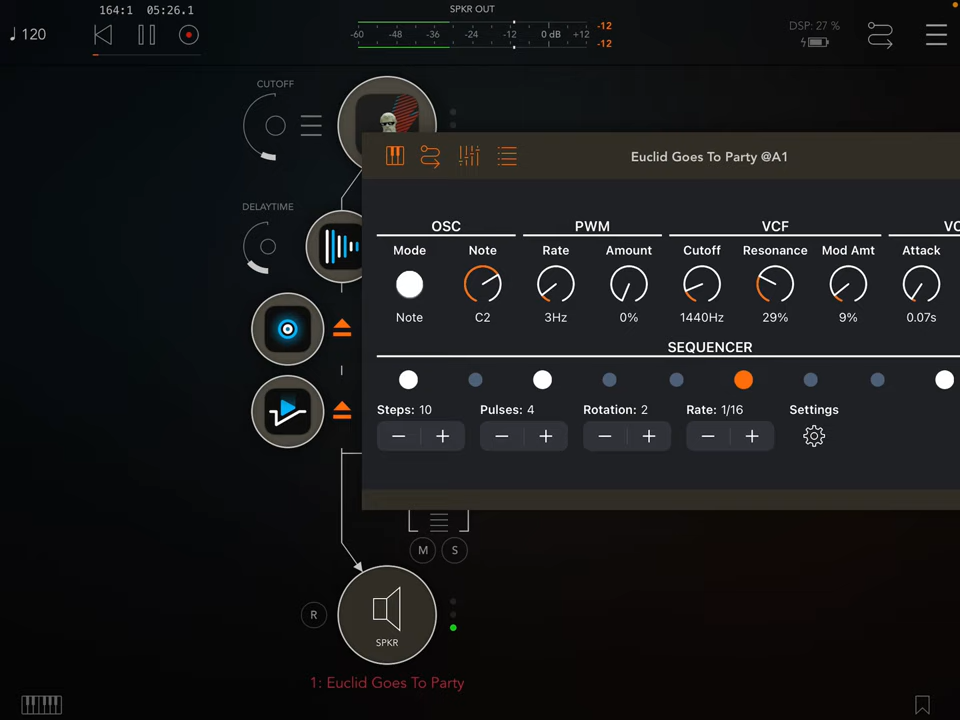 164:1 05:26.1
SPKR OUT
♩120
-60 -48 -36 -24 -12 0 dB +12
-12
-12
DSP: 27 %
CUTOFF
DELAYTIME
Euclid Goes To Party @A1
OSC PWM VCF
Mode Note Rate Amount Cutoff Resonance Mod Amt Attack
Note C2 3Hz 0% 1440Hz 29% 9% 0.07s
SEQUENCER
Steps: 10 Pulses: 4 Rotation: 2 Rate: 1/16 Settings
− + − + − + − +
M S
R
SPKR
1: Euclid Goes To Party